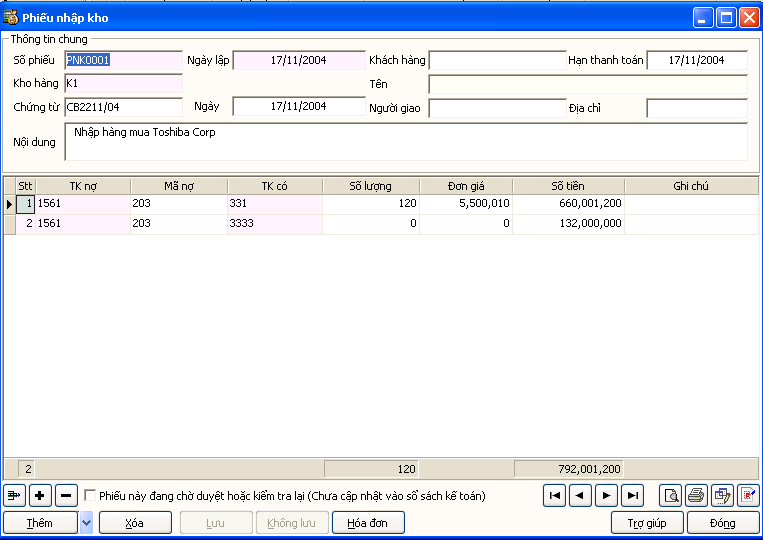 Phiếu nhập kho
Thông tin chung
Số phiếu PNK0001 Ngày lập 17/11/2004 Khách hàng Hạn thanh toán 17/11/2004
Kho hàng K1 Tên
Chứng từ CB2211/04 Ngày 17/11/2004 Người giao Địa chỉ
Nội dung Nhập hàng mua Toshiba Corp
Stt TK nợ Mã nợ TK có Số lượng Đơn giá Số tiền Ghi chú
1 1561 203 331 120 5,500,010 660,001,200
2 1561 203 3333 0 0 132,000,000
2 120 792,001,200
Phiếu này đang chờ duyệt hoặc kiểm tra lại (Chưa cập nhật vào sổ sách kế toán)
Thêm Xóa Lưu Không lưu Hóa đơn Trợ giúp Đóng